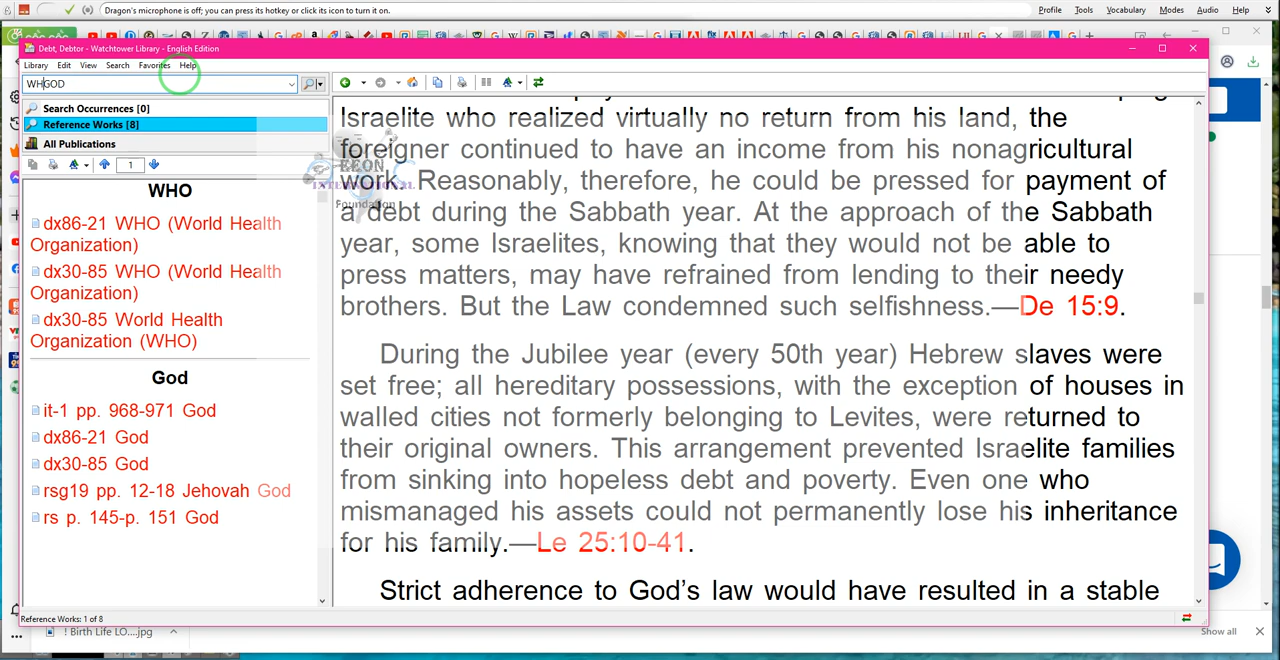 Dragon's microphone is off; you can press its hotkey or click its icon to turn it on.
Profile Tools Vocabulary Modes Audio Help
Debt, Debtor - Watchtower Library - English Edition
Library Edit View Search Favorites Help
WHGOD
Search Occurrences [0]
Reference Works [8]
All Publications
1
WHO
dx86-21 WHO (World Health
Organization)
dx30-85 WHO (World Health
Organization)
dx30-85 World Health
Organization (WHO)
God
it-1 pp. 968-971 God
dx86-21 God
dx30-85 God
rsg19 pp. 12-18 Jehovah God
rs p. 145-p. 151 God
Israelite who realized virtually no return from his land, the
foreigner continued to have an income from his nonagricultural
work. Reasonably, therefore, he could be pressed for payment of
a debt during the Sabbath year. At the approach of the Sabbath
year, some Israelites, knowing that they would not be able to
press matters, may have refrained from lending to their needy
brothers. But the Law condemned such selfishness.—De 15:9.
During the Jubilee year (every 50th year) Hebrew slaves were
set free; all hereditary possessions, with the exception of houses in
walled cities not formerly belonging to Levites, were returned to
their original owners. This arrangement prevented Israelite families
from sinking into hopeless debt and poverty. Even one who
mismanaged his assets could not permanently lose his inheritance
for his family.—Le 25:10-41.
Strict adherence to God's law would have resulted in a stable
INTERNATIONAL
Foundation
Reference Works: 1 of 8
! Birth Life LO....jpg
Show all